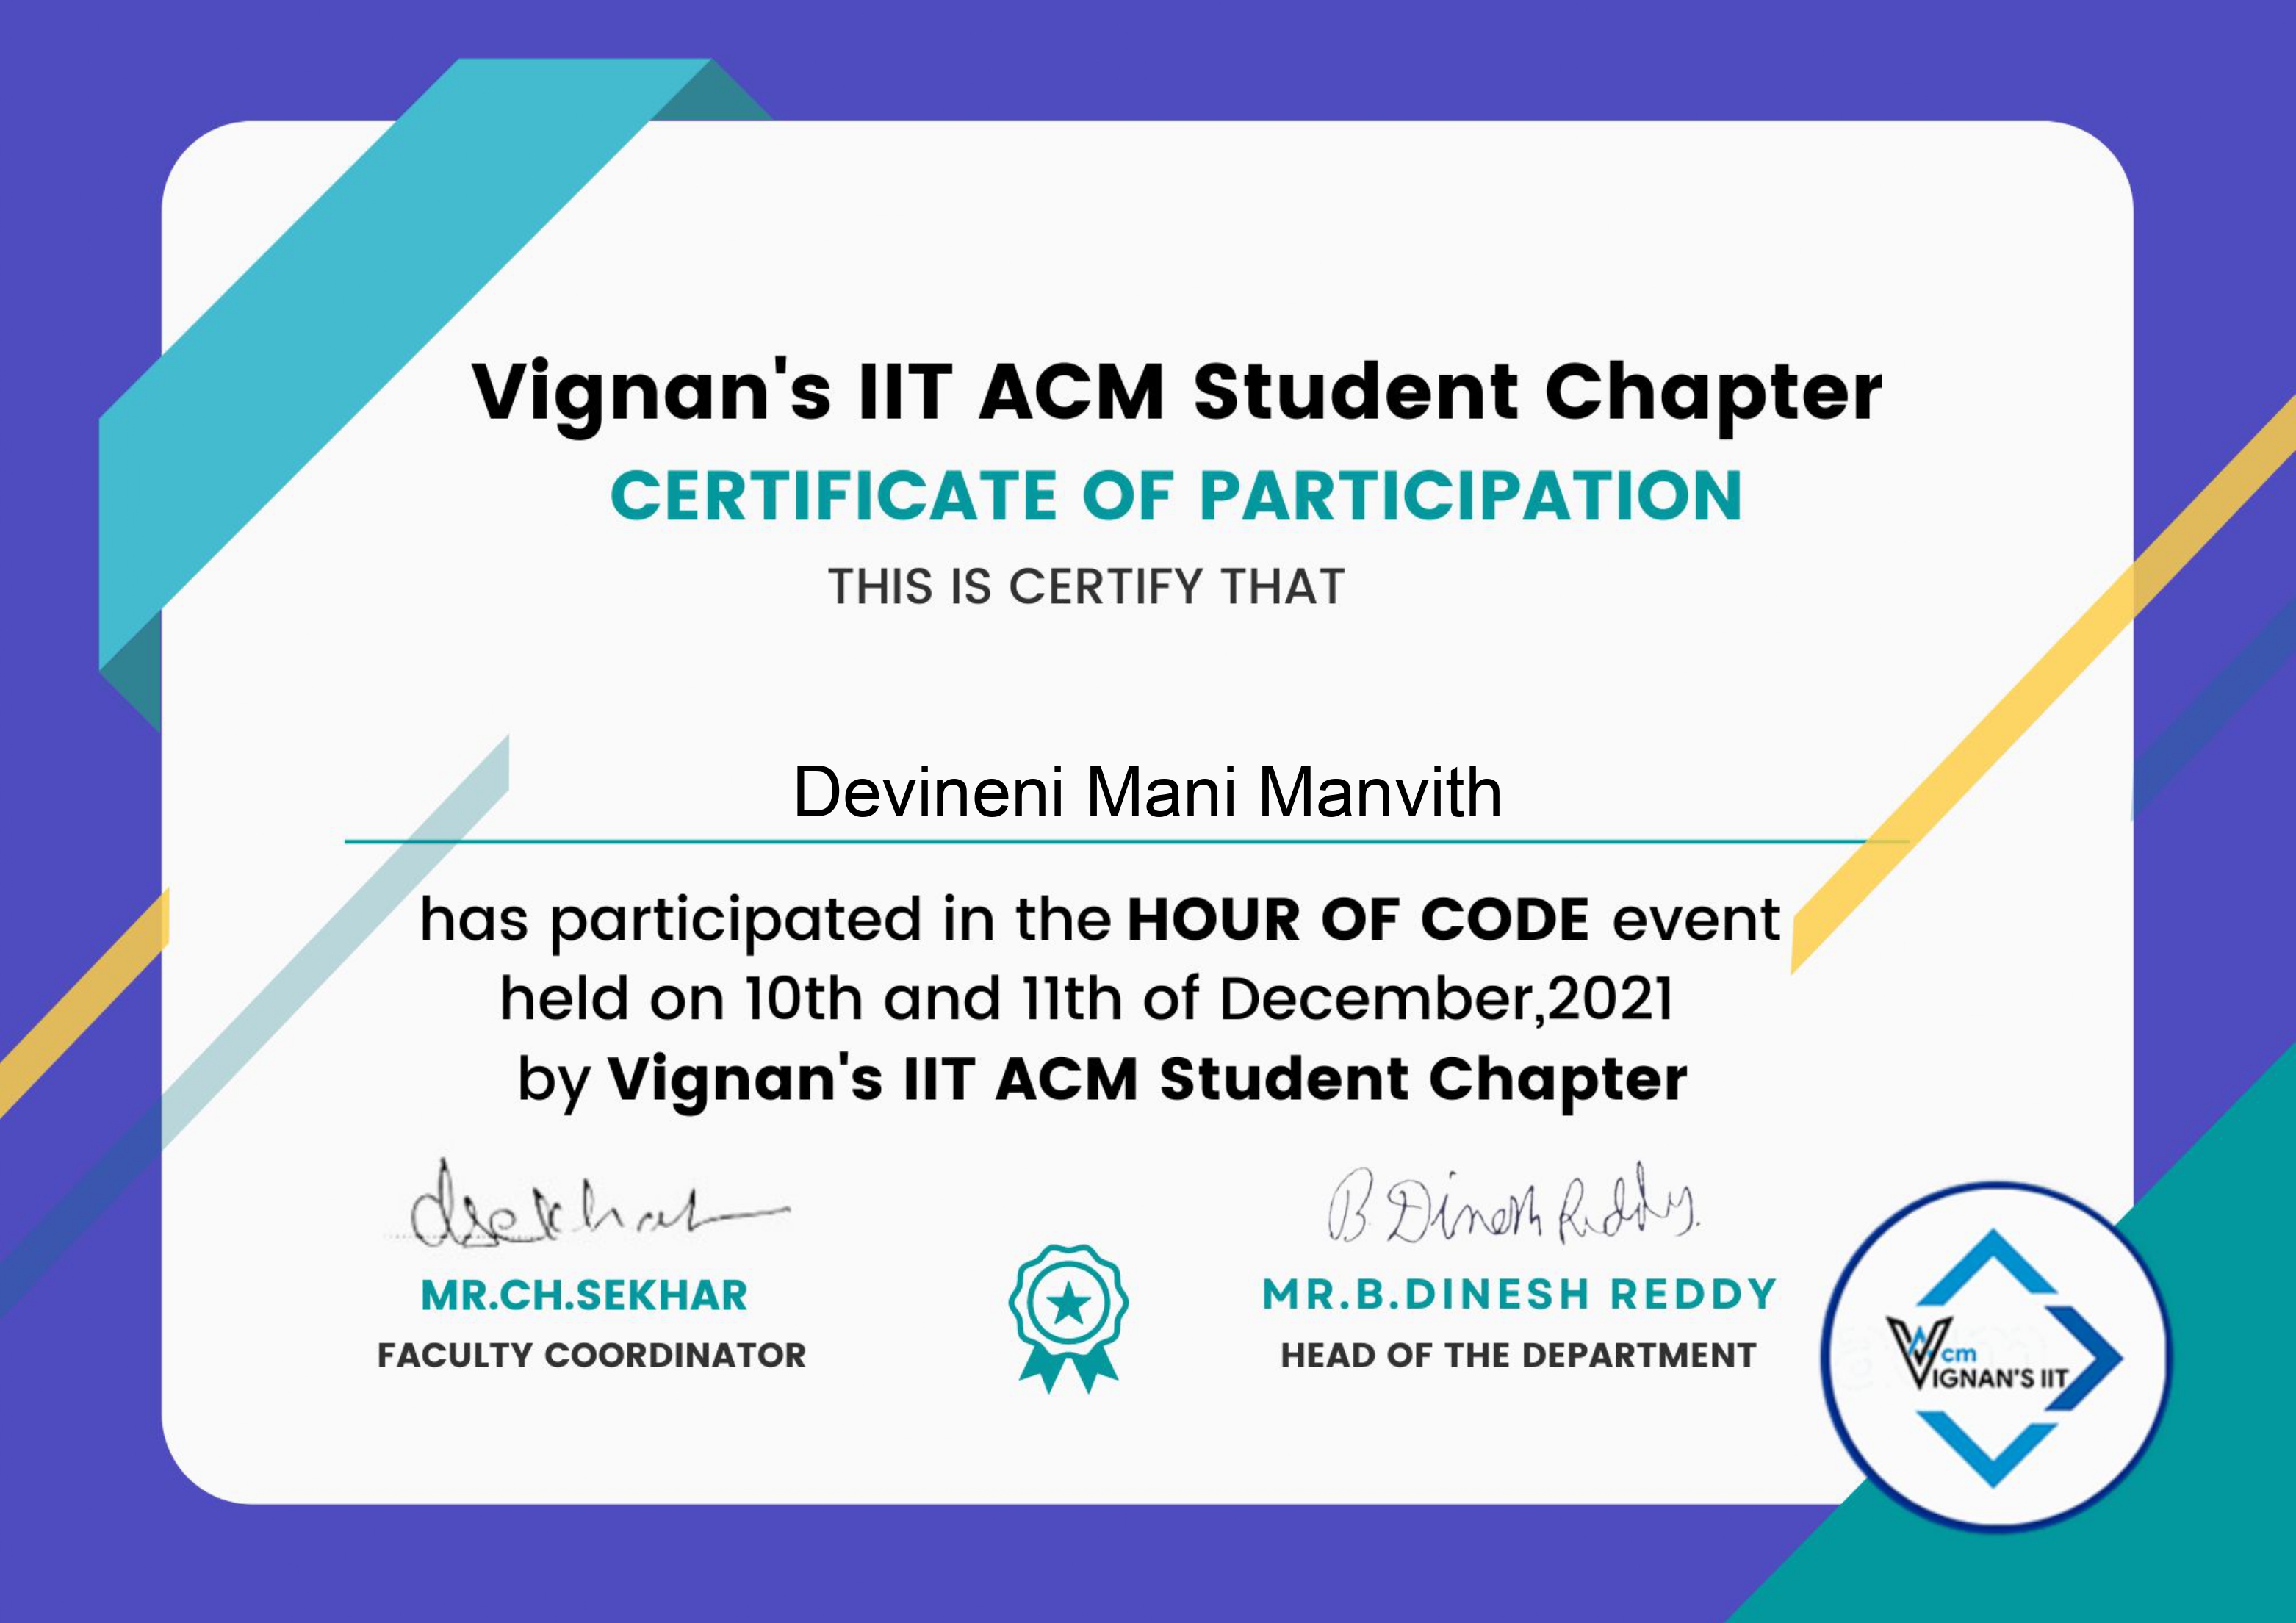 Vignan's IIT ACM Student Chapter
CERTIFICATE OF PARTICIPATION
THIS IS CERTIFY THAT
Devineni Mani Manvith
has participated in the HOUR OF CODE event
held on 10th and 11th of December,2021
by Vignan's IIT ACM Student Chapter
B Dinesh Reddy
MR.CH.SEKHAR
FACULTY COORDINATOR
MR.B.DINESH REDDY
HEAD OF THE DEPARTMENT
Acm
VIGNAN'S IIT